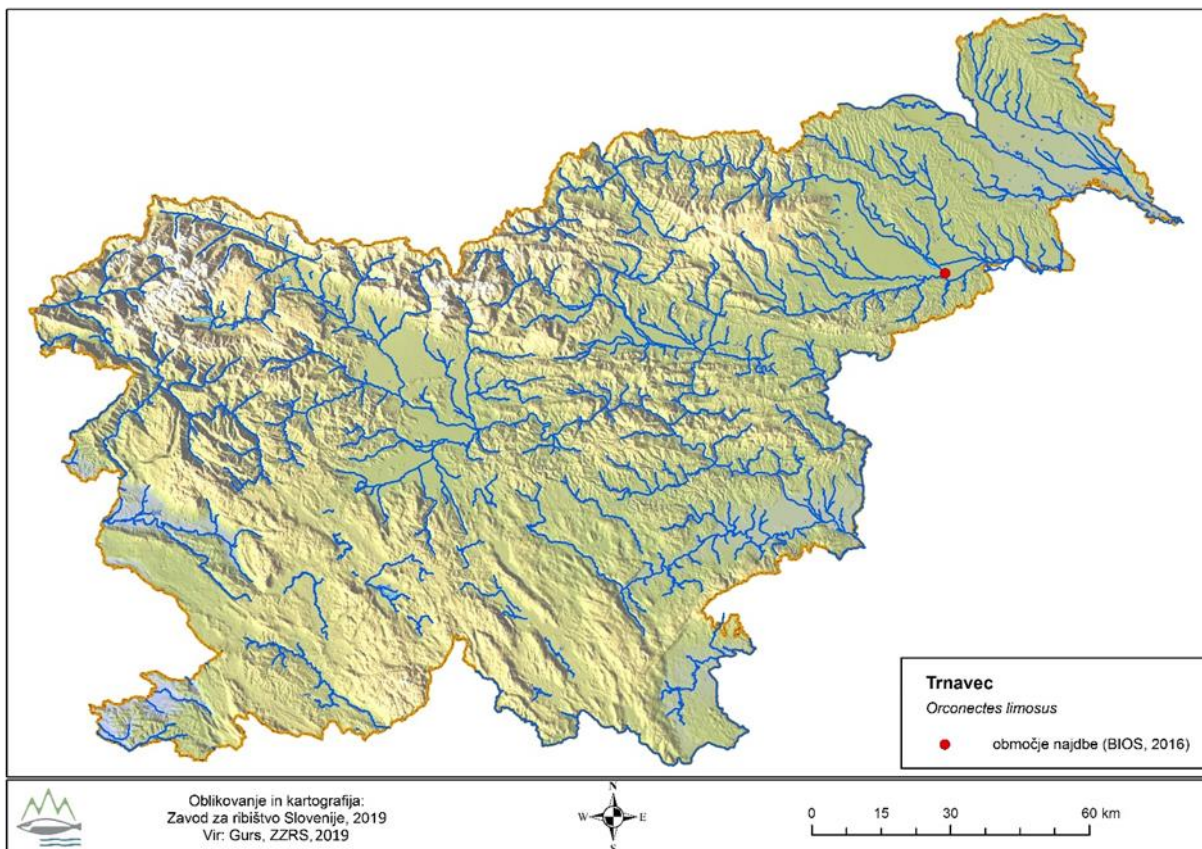 Trnavec
Orconectes limosus
območje najdbe (BIOS, 2016)
Oblikovanje in kartografija:
Zavod za ribištvo Slovenije, 2019
Vir: Gurs, ZZRS, 2019
N
W E
S
0 15 30 60 km